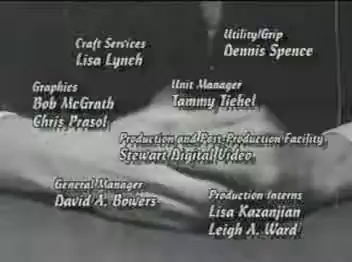 Craft Services
Lisa Lynch
Utility/Grip
Dennis Spence
Graphics
Bob McGrath
Chris Prasol
Unit Manager
Tammy Tiehel
Production and Post-Production Facility
Stewart Digital Video
General Manager
David A. Bowers
Production Interns
Lisa Kazanjian
Leigh A. Ward